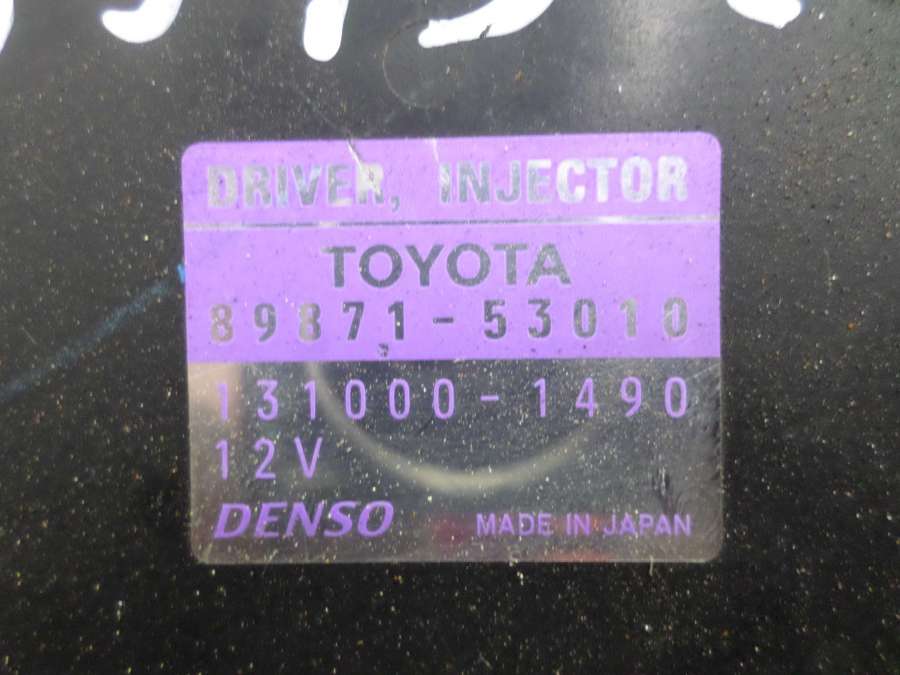 DRIVER, INJECTOR
TOYOTA
89871-53010
131000-1490
12V
DENSO MADE IN JAPAN